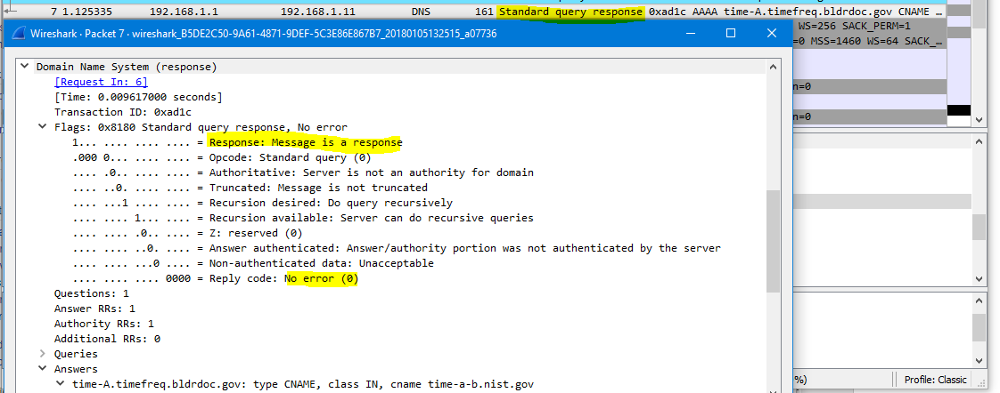 7 1.125335 192.168.1.1 192.168.1.11 DNS 161 Standard query response 0xad1c AAAA time-A.timefreq.bldrdoc.gov CNAME …
WS=256 SACK_PERM=1
Wireshark · Packet 7 · wireshark_B5DE2C50-9A61-4871-9DEF-5C3E86E867B7_20180105132515_a07736
=0 MSS=1460 WS=64 SACK_…
Domain Name System (response)
[Request In: 6]
[Time: 0.009617000 seconds]
n=0
Transaction ID: 0xad1c
Flags: 0x8180 Standard query response, No error
n=0
1... .... .... .... = Response: Message is a response
.000 0... .... .... = Opcode: Standard query (0)
.... .0.. .... .... = Authoritative: Server is not an authority for domain
.... ..0. .... .... = Truncated: Message is not truncated
.... ...1 .... .... = Recursion desired: Do query recursively
.... .... 1... .... = Recursion available: Server can do recursive queries
.... .... .0.. .... = Z: reserved (0)
.... .... ..0. .... = Answer authenticated: Answer/authority portion was not authenticated by the server
.... .... ...0 .... = Non-authenticated data: Unacceptable
.... .... .... 0000 = Reply code: No error (0)
Questions: 1
Answer RRs: 1
Authority RRs: 1
Additional RRs: 0
Queries
Answers
%)
Profile: Classic
time-A.timefreq.bldrdoc.gov: type CNAME, class IN, cname time-a-b.nist.gov